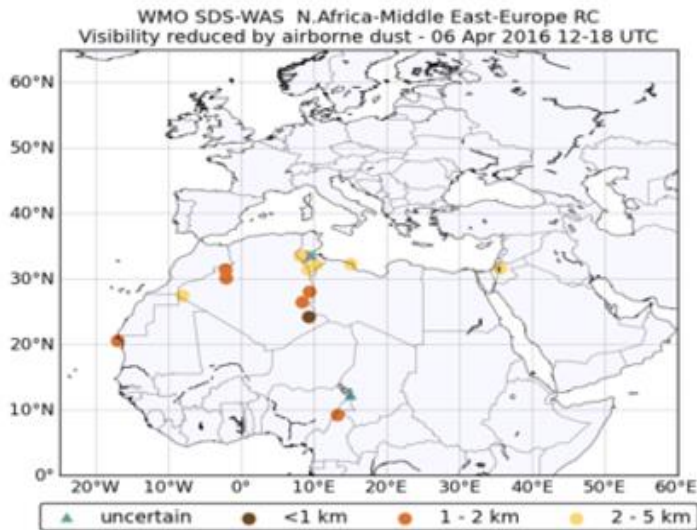 WMO SDS-WAS N.Africa-Middle East-Europe RC
Visibility reduced by airborne dust - 06 Apr 2016 12-18 UTC
60°N
50°N
40°N
30°N
20°N
10°N
0°
20°W 10°W 0° 10°E 20°E 30°E 40°E 50°E 60°E
uncertain <1 km 1 - 2 km 2 - 5 km